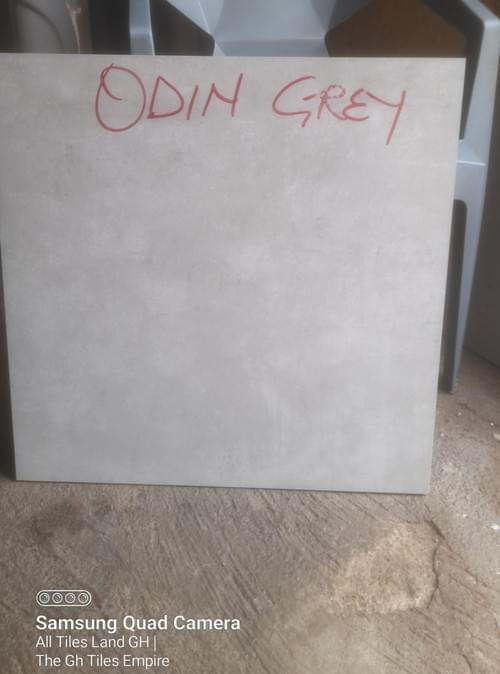 ODIN GREY
Samsung Quad Camera
All Tiles Land GH |
The Gh Tiles Empire